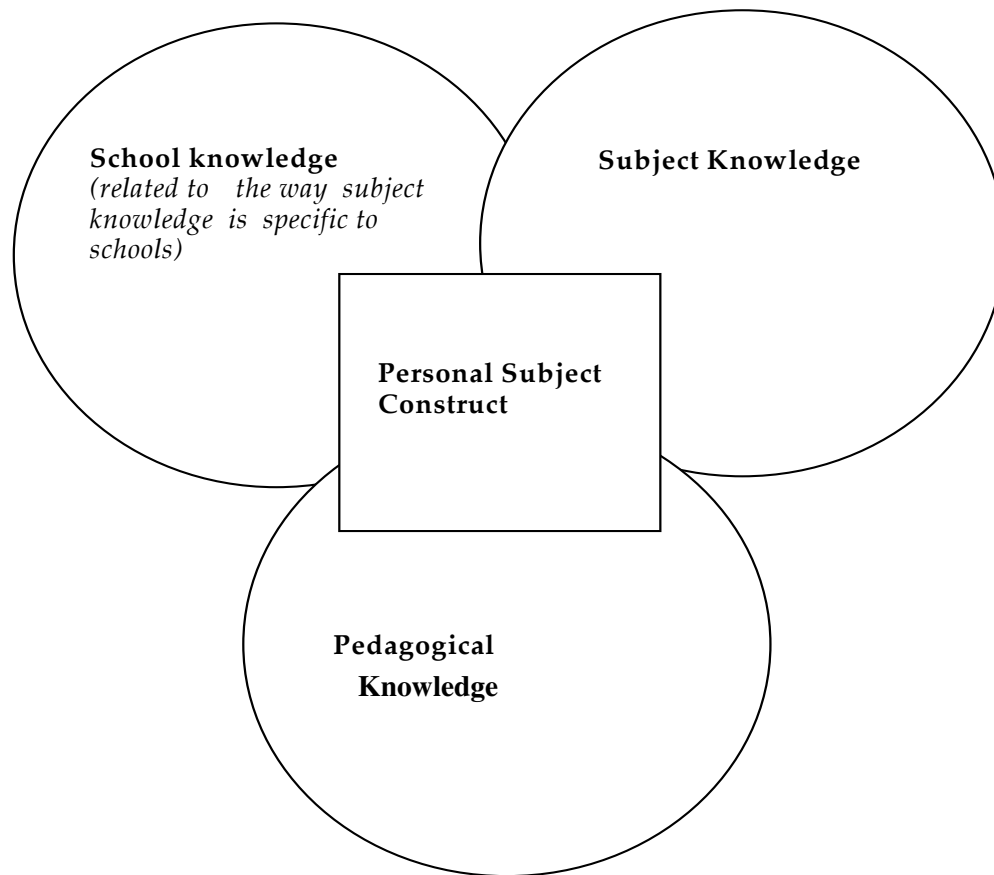 School knowledge
(related to the way subject
knowledge is specific to
schools)
Subject Knowledge
Personal Subject
Construct
Pedagogical
Knowledge